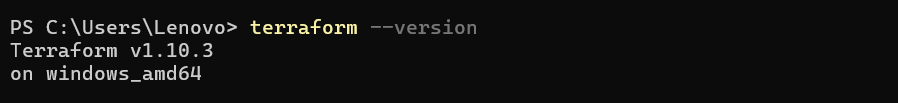 PS C:\Users\Lenovo> terraform --version
Terraform v1.10.3
on windows_amd64